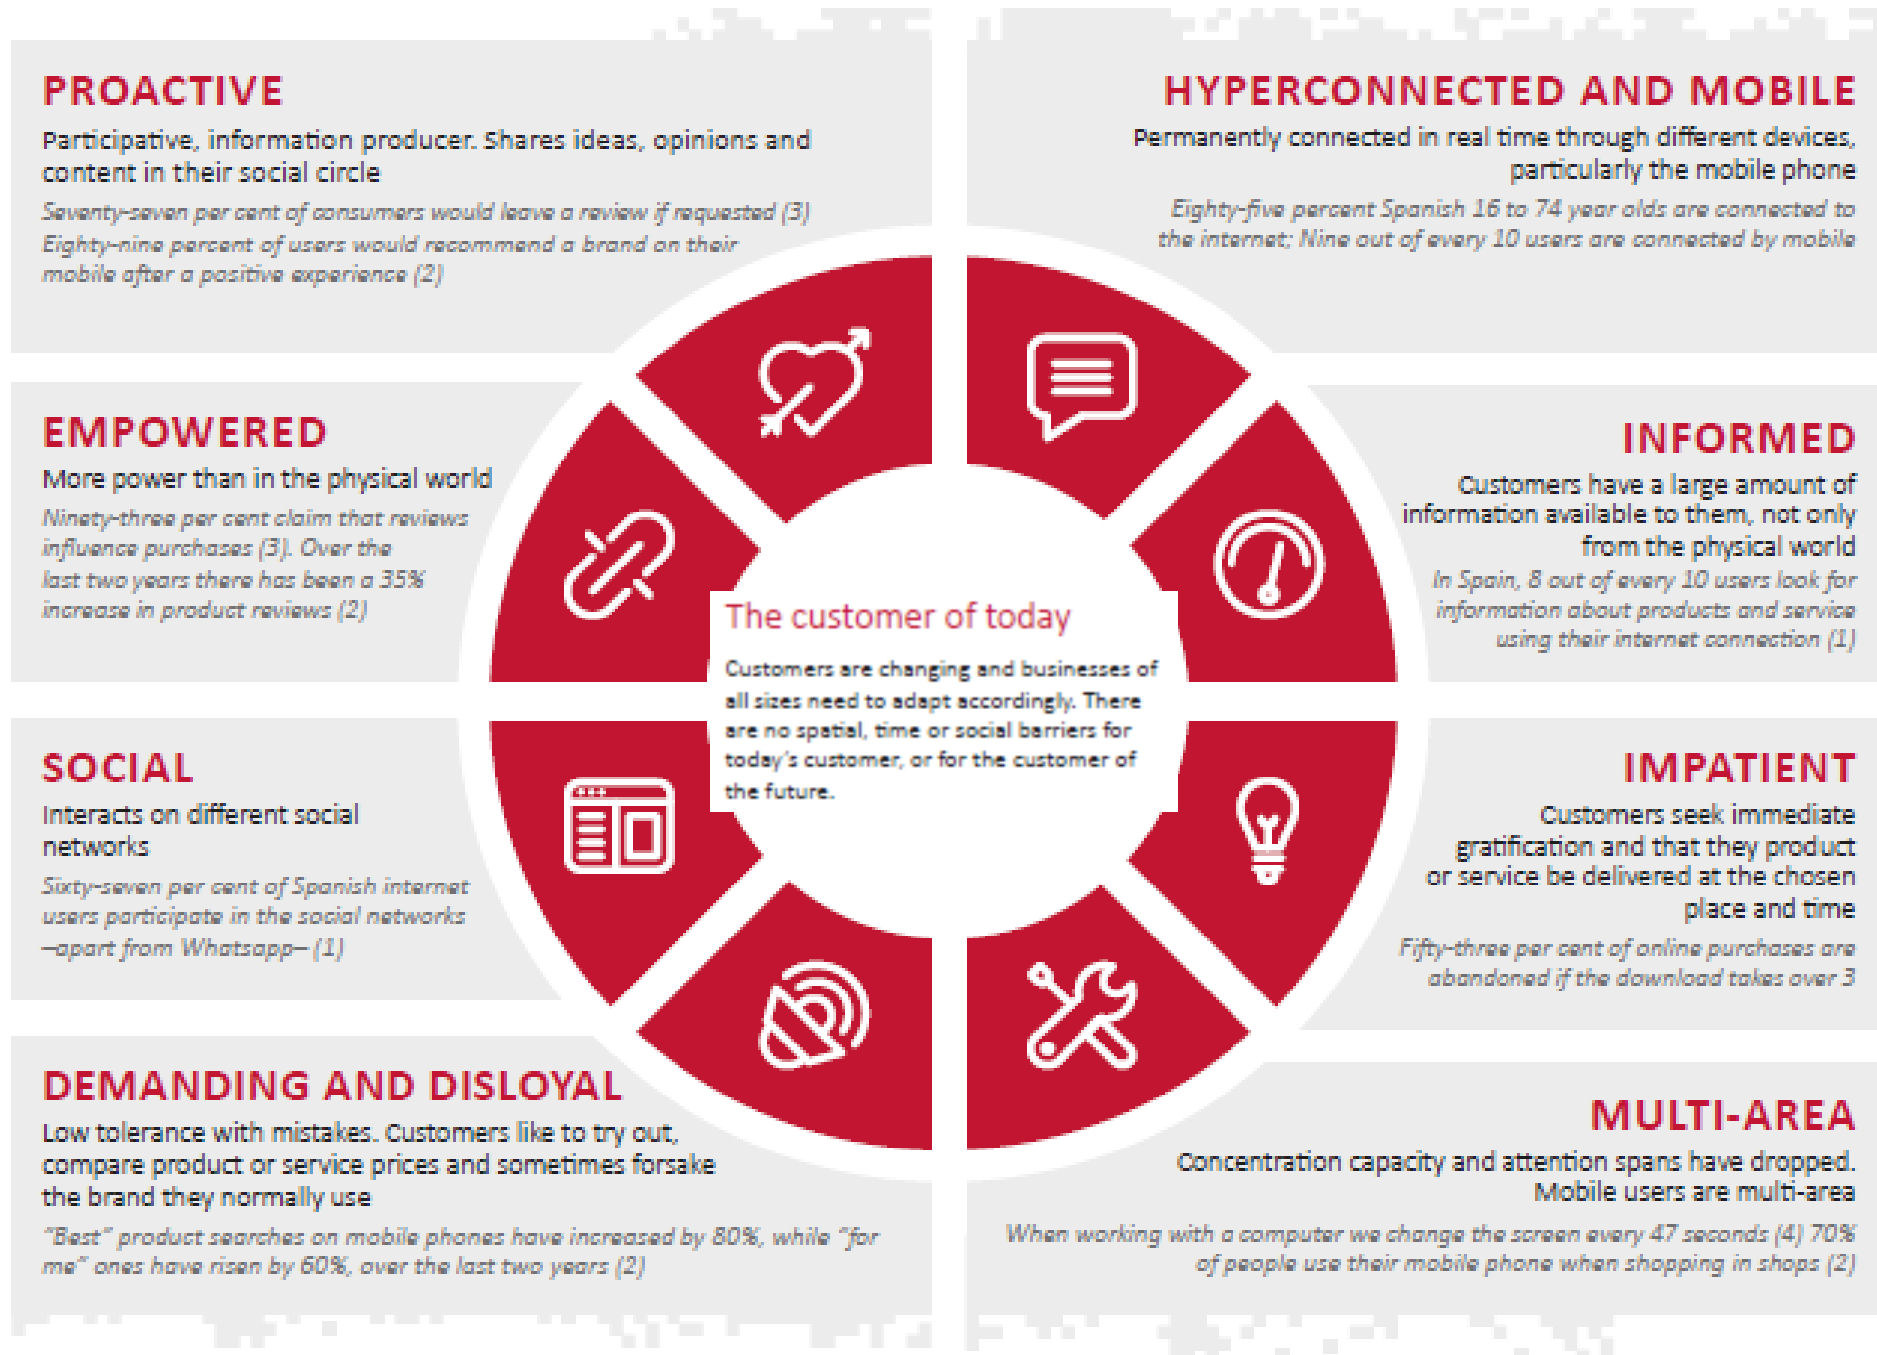 PROACTIVE
Participative, information producer. Shares ideas, opinions and
content in their social circle
Seventy-seven per cent of consumers would leave a review if requested (3)
Eighty-nine percent of users would recommend a brand on their
mobile after a positive experience (2)
HYPERCONNECTED AND MOBILE
Permanently connected in real time through different devices,
particularly the mobile phone
Eighty-five percent Spanish 16 to 74 year olds are connected to
the internet; Nine out of every 10 users are connected by mobile
EMPOWERED
More power than in the physical world
Ninety-three per cent claim that reviews
influence purchases (3). Over the
last two years there has been a 35%
increase in product reviews (2)
INFORMED
Customers have a large amount of
information available to them, not only
from the physical world
In Spain, 8 out of every 10 users look for
information about products and service
using their internet connection (1)
The customer of today
Customers are changing and businesses of
all sizes need to adapt accordingly. There
are no spatial, time or social barriers for
today's customer, or for the customer of
the future.
SOCIAL
Interacts on different social
networks
Sixty-seven per cent of Spanish internet
users participate in the social networks
—apart from Whatsapp— (1)
IMPATIENT
Customers seek immediate
gratification and that they product
or service be delivered at the chosen
place and time
Fifty-three per cent of online purchases are
abandoned if the download takes over 3
DEMANDING AND DISLOYAL
Low tolerance with mistakes. Customers like to try out,
compare product or service prices and sometimes forsake
the brand they normally use
"Best" product searches on mobile phones have increased by 80%, while "for
me" ones have risen by 60%, over the last two years (2)
MULTI-AREA
Concentration capacity and attention spans have dropped.
Mobile users are multi-area
When working with a computer we change the screen every 47 seconds (4) 70%
of people use their mobile phone when shopping in shops (2)